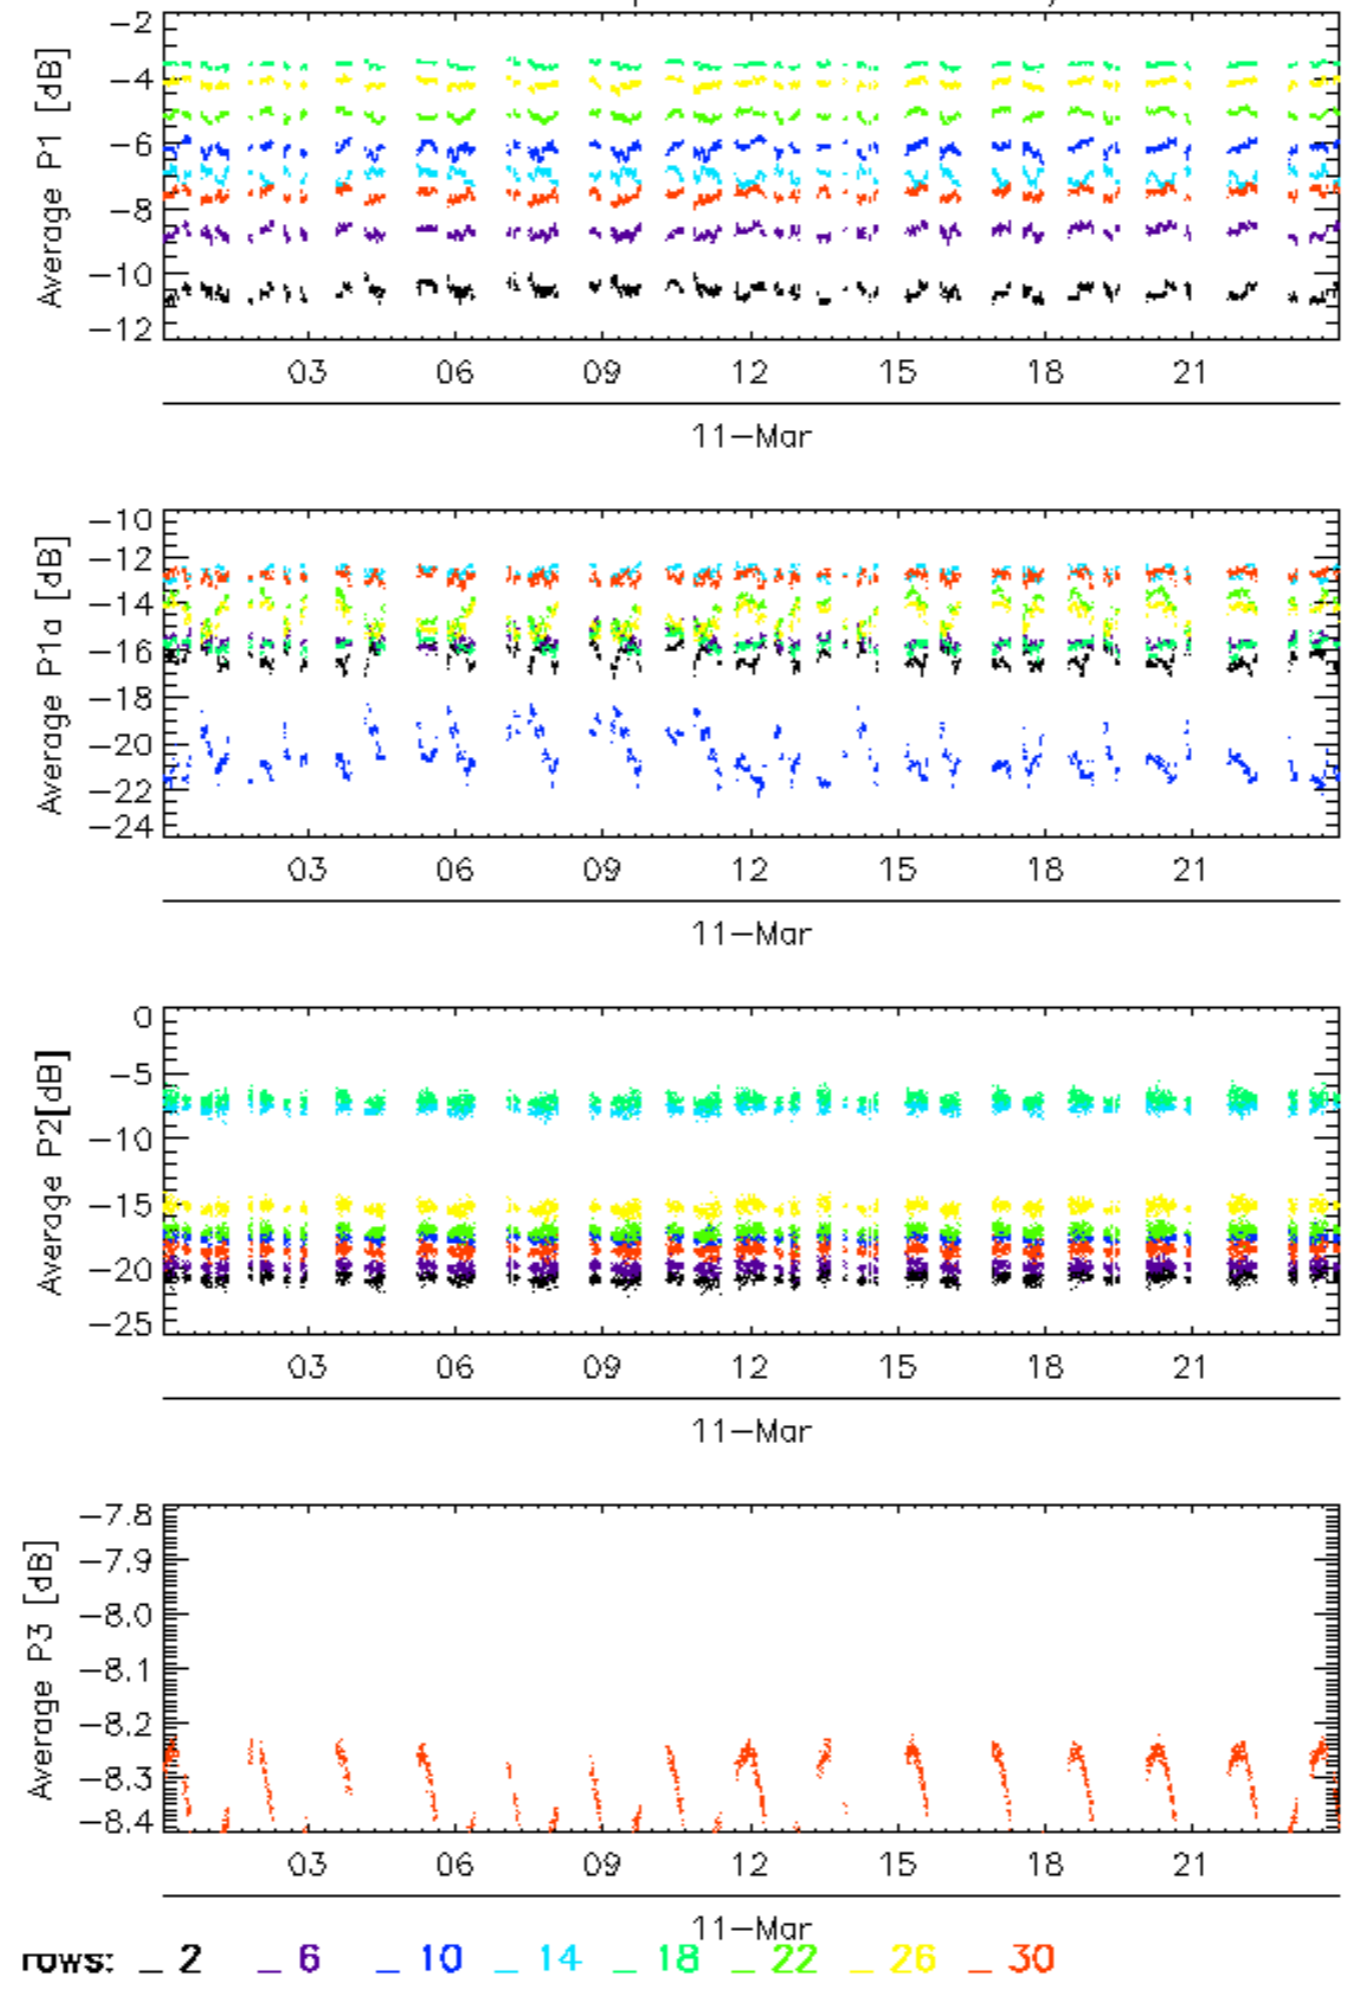 Average P1 [dB]
-2
-4
-6
-8
-10
-12
03 06 09 12 15 18 21
11-Mar
Average P1a [dB]
-10
-12
-14
-16
-18
-20
-22
-24
03 06 09 12 15 18 21
11-Mar
Average P2[dB]
0
-5
-10
-15
-20
-25
03 06 09 12 15 18 21
11-Mar
Average P3 [dB]
-7.8
-7.9
-8.0
-8.1
-8.2
-8.3
-8.4
03 06 09 12 15 18 21
11-Mar
rows: _ 2 _ 6 _ 10 _ 14 _ 18 _ 22 _ 26 _ 30